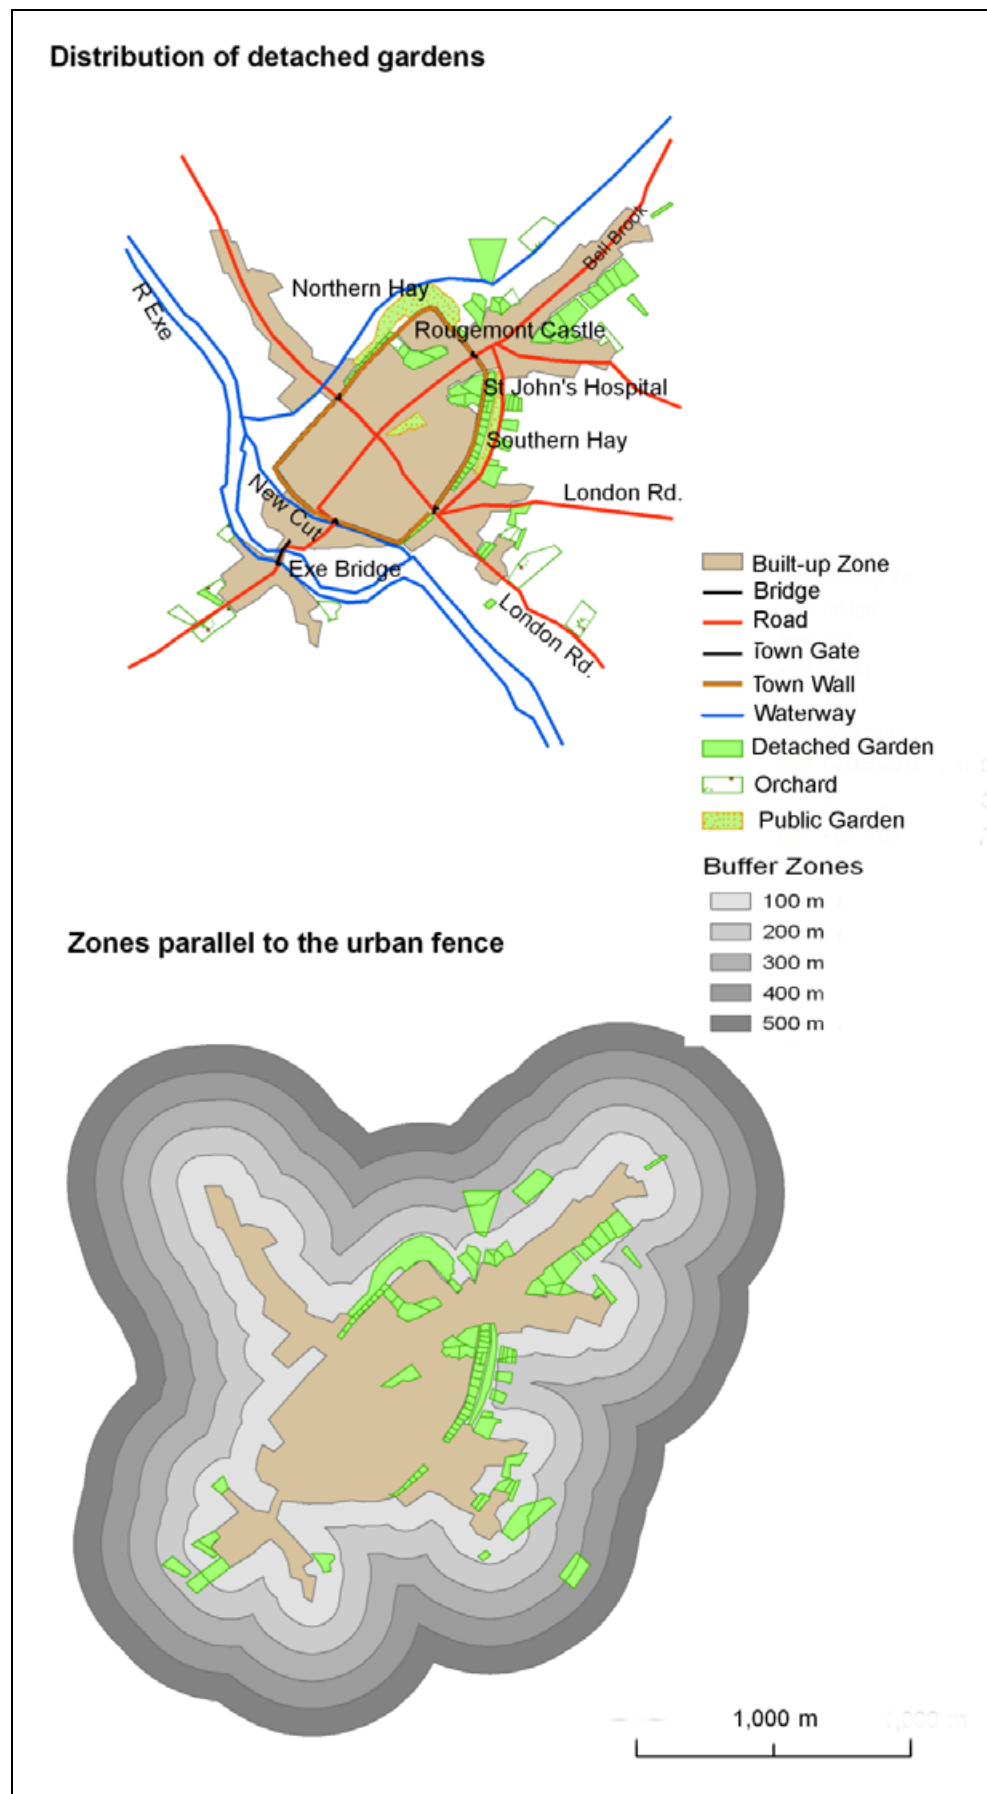 Distribution of detached gardens
Bell Brook
R Exe
Northern Hay
Rougemont Castle
St John's Hospital
Southern Hay
New Cut
London Rd.
Exe Bridge
London Rd.
Built-up Zone
Bridge
Road
Town Gate
Town Wall
Waterway
Detached Garden
Orchard
Public Garden
Buffer Zones
100 m
200 m
300 m
400 m
500 m
Zones parallel to the urban fence
1,000 m